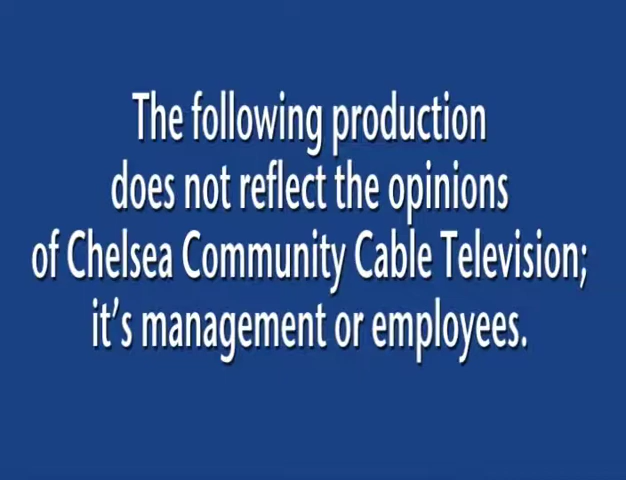 The following production
does not reflect the opinions
of Chelsea Community Cable Television;
it's management or employees.